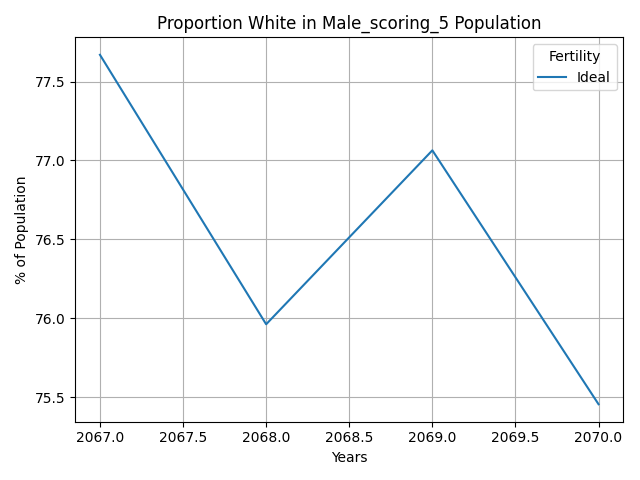 Proportion White in Male_scoring_5 Population
Fertility
Ideal
% of Population
77.5
77.0
76.5
76.0
75.5
2067.0 2067.5 2068.0 2068.5 2069.0 2069.5 2070.0
Years